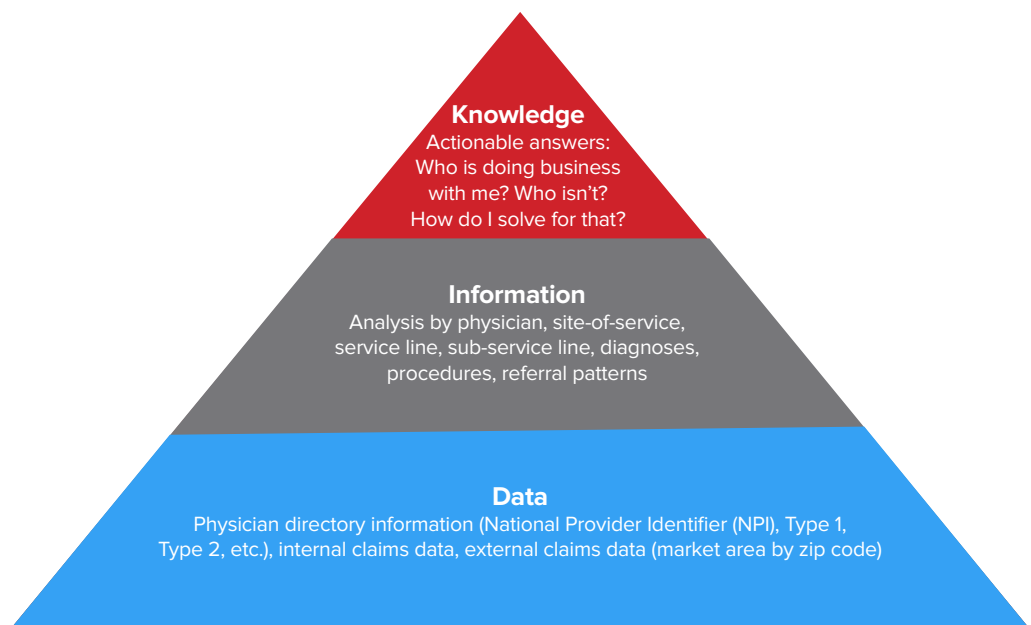 Knowledge
Actionable answers:
Who is doing business
with me? Who isn’t?
How do I solve for that?
Information
Analysis by physician, site-of-service,
service line, sub-service line, diagnoses,
procedures, referral patterns
Data
Physician directory information (National Provider Identifier (NPI), Type 1,
Type 2, etc.), internal claims data, external claims data (market area by zip code)